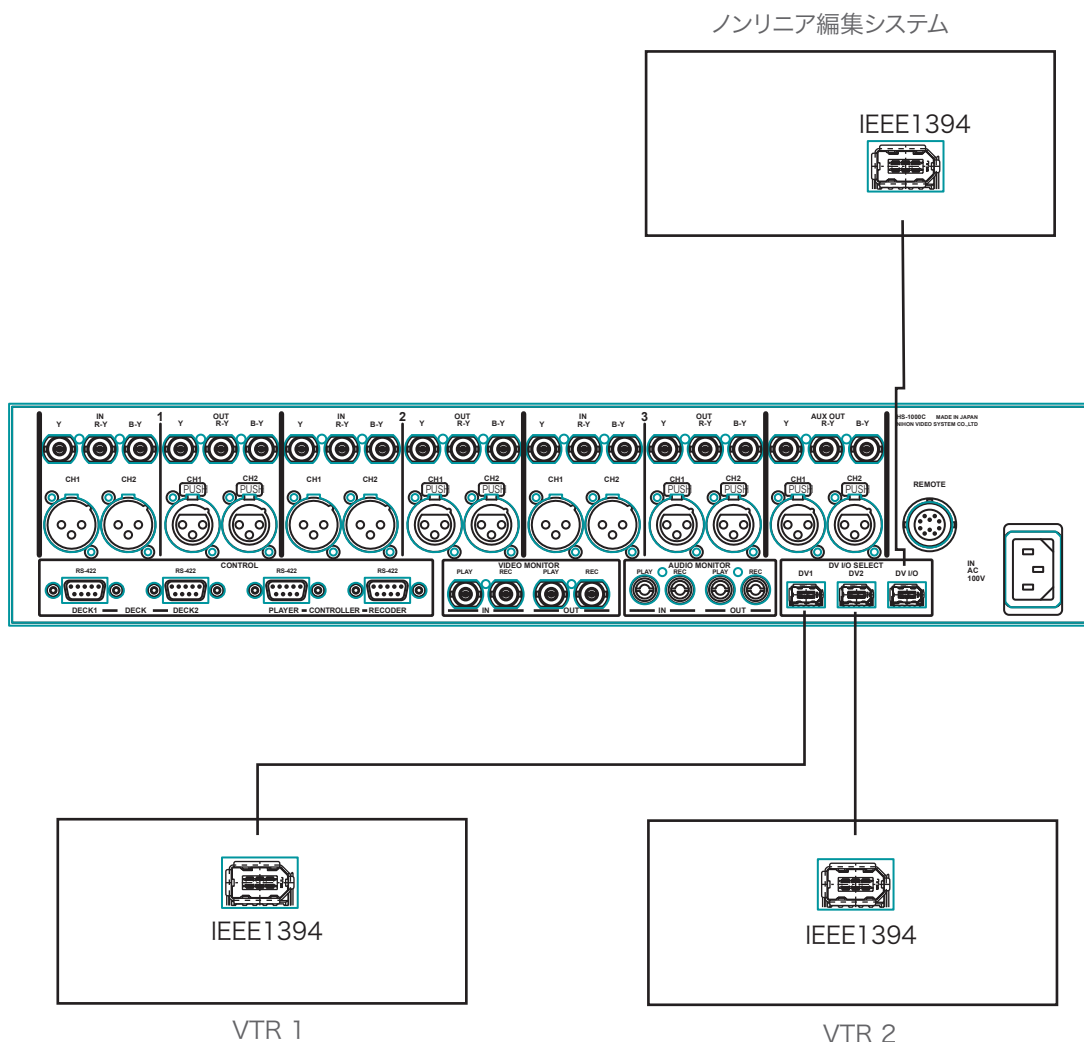 ノンリニア編集システム
IEEE1394
IN 1 OUT IN 2 OUT IN 3 OUT AUX OUT
Y R-Y B-Y Y R-Y B-Y Y R-Y B-Y Y R-Y B-Y Y R-Y B-Y Y R-Y B-Y Y R-Y B-Y
HS-1000C MADE IN JAPAN
NIHON VIDEO SYSTEM CO.,LTD
CH1 CH2 CH1 CH2 CH1 CH2 CH1 CH2 CH1 CH2 CH1 CH2 CH1 CH2
PUSH PUSH PUSH PUSH PUSH PUSH PUSH PUSH
REMOTE
IN
AC
100V
CONTROL VIDEO MONITOR AUDIO MONITOR DV I/O SELECT
RS-422 RS-422 RS-422 RS-422 PLAY REC PLAY REC PLAY REC PLAY REC DV1 DV2 DV I/O
DECK1 DECK DECK2 PLAYER CONTROLLER RECODER IN OUT IN OUT
IEEE1394
IEEE1394
VTR 1
VTR 2